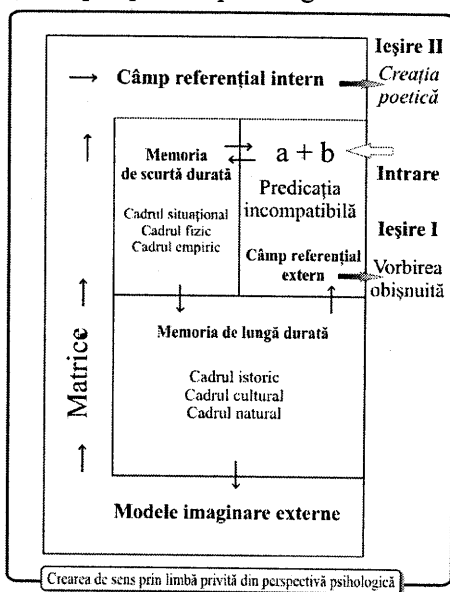 Ieşire II
→ Câmp referenţial intern
Creaţia
poetică
Memoria
de scurtă durată
a + b
Intrare
Predicaţia
incompatibilă
Cadrul situaţional
Cadrul fizic
Cadrul empiric
Ieşire I
Câmp referenţial
extern
Vorbirea
obişnuită
Memoria de lungă durată
Matrice
Cadrul istoric
Cadrul cultural
Cadrul natural
Modele imaginare externe
Crearea de sens prin limbă privită din perspectivă psihologică